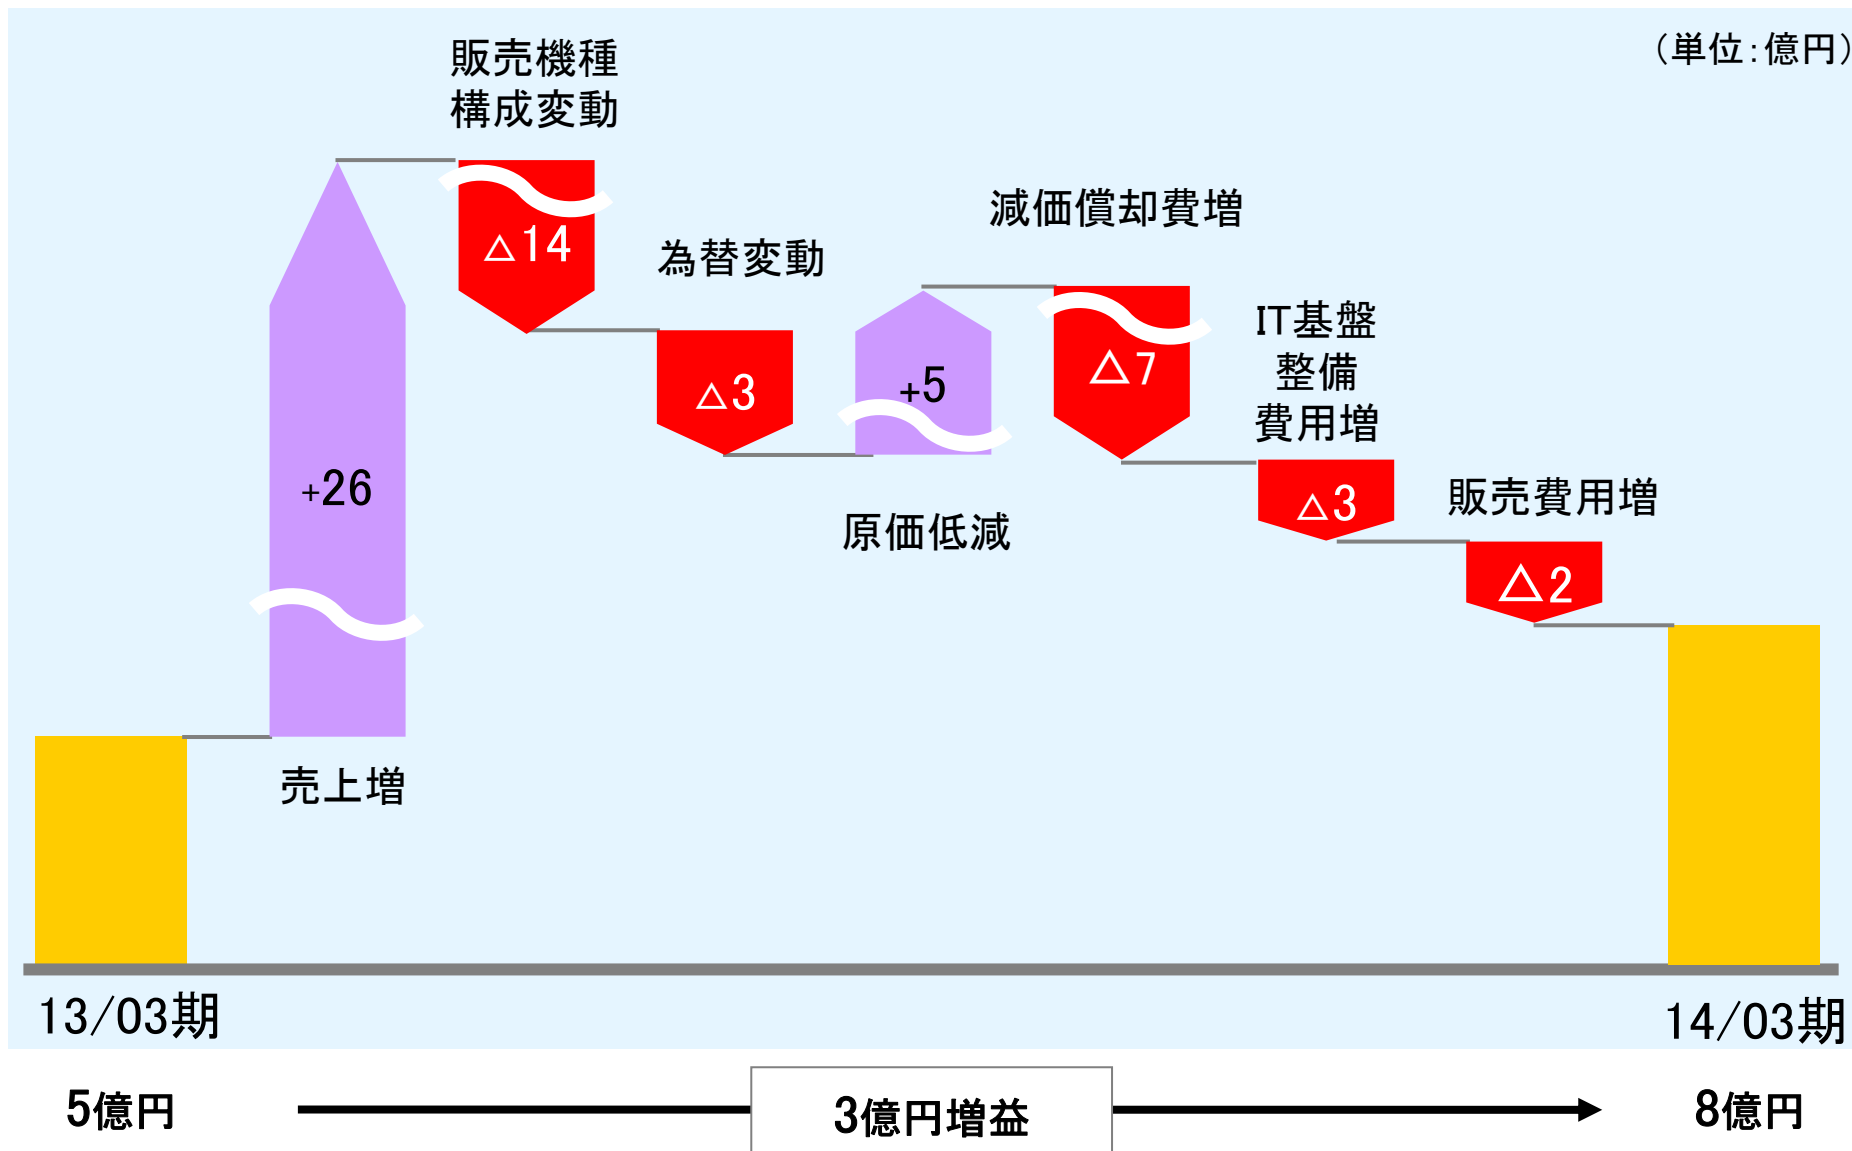 （単位：億円）
販売機種
構成変動
△14
為替変動
△3
減価償却費増
+5
△7
IT基盤
整備
費用増
△3
販売費用増
△2
+26
原価低減
売上増
13/03期
14/03期
5億円
3億円増益
8億円